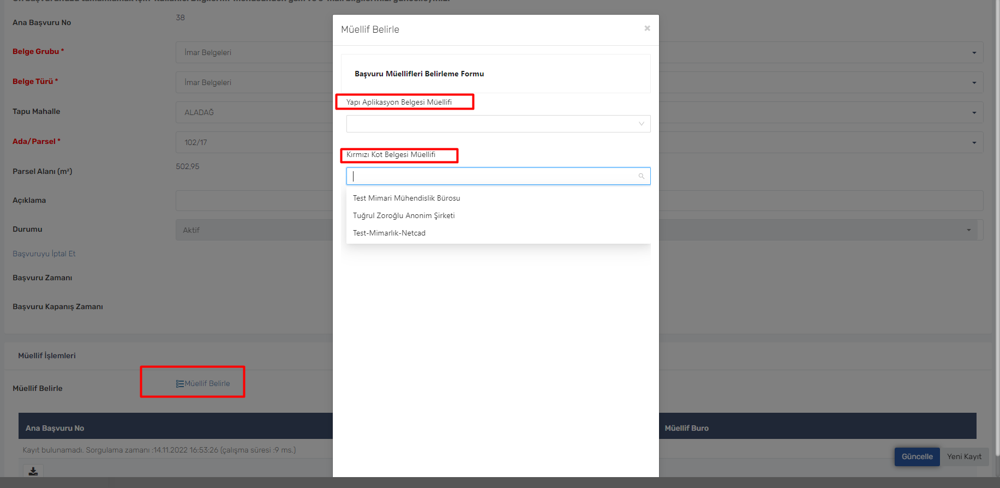 Ana Başvuru No
38
Belge Grubu *
İmar Belgeleri
Belge Türü *
İmar Belgeleri
Tapu Mahalle
ALADAĞ
Ada/Parsel *
102/17
Parsel Alanı (m²)
502,95
Açıklama
Durumu
Aktif
Başvuruyu İptal Et
Başvuru Zamanı
Başvuru Kapanış Zamanı
Müellif İşlemleri
Müellif Belirle
Müellif Belirle
Ana Başvuru No
Müellif Buro
Kayıt bulunamadı. Sorgulama zamanı :14.11.2022 16:53:26 (çalışma süresi :9 ms.)
Güncelle
Yeni Kayıt
Müellif Belirle
×
Başvuru Müellifleri Belirleme Formu
Yapı Aplikasyon Belgesi Müellifi
Kırmızı Kot Belgesi Müellifi
Test Mimari Mühendislik Bürosu
Tuğrul Zoroğlu Anonim Şirketi
Test-Mimarlık-Netcad